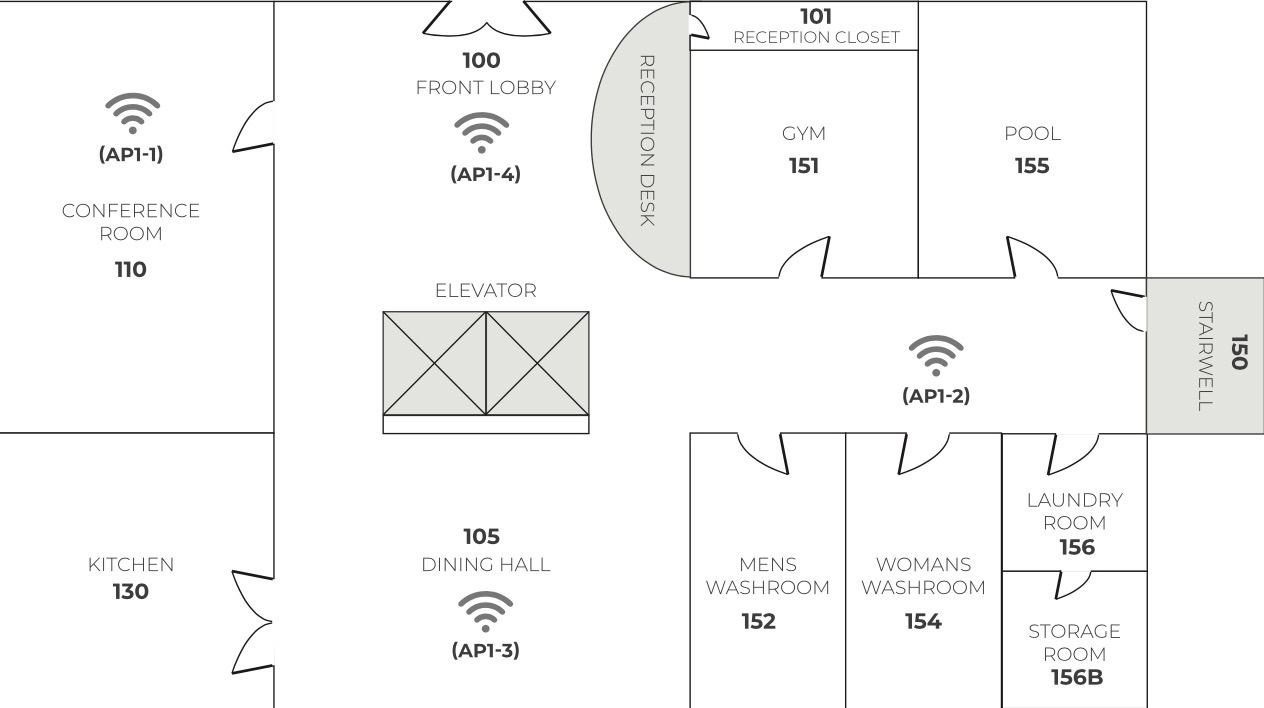 101
RECEPTION CLOSET
100
FRONT LOBBY
(AP1-4)
RECEPTION DESK
(AP1-1)
CONFERENCE
ROOM
110
GYM
151
POOL
155
ELEVATOR
(AP1-2)
STAIRWELL
150
KITCHEN
130
105
DINING HALL
(AP1-3)
MENS
WASHROOM
152
WOMANS
WASHROOM
154
LAUNDRY
ROOM
156
STORAGE
ROOM
156B